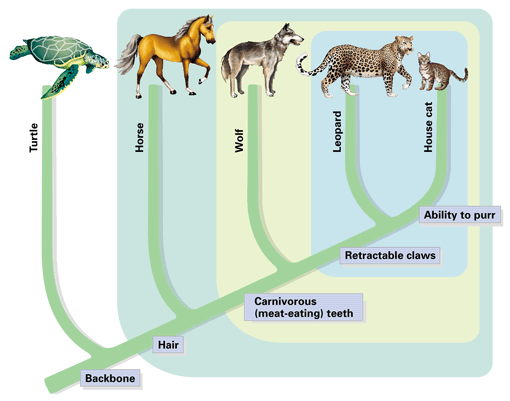 Turtle
Horse
Wolf
Leopard
House cat
Ability to purr
Retractable claws
Carnivorous
(meat-eating) teeth
Hair
Backbone